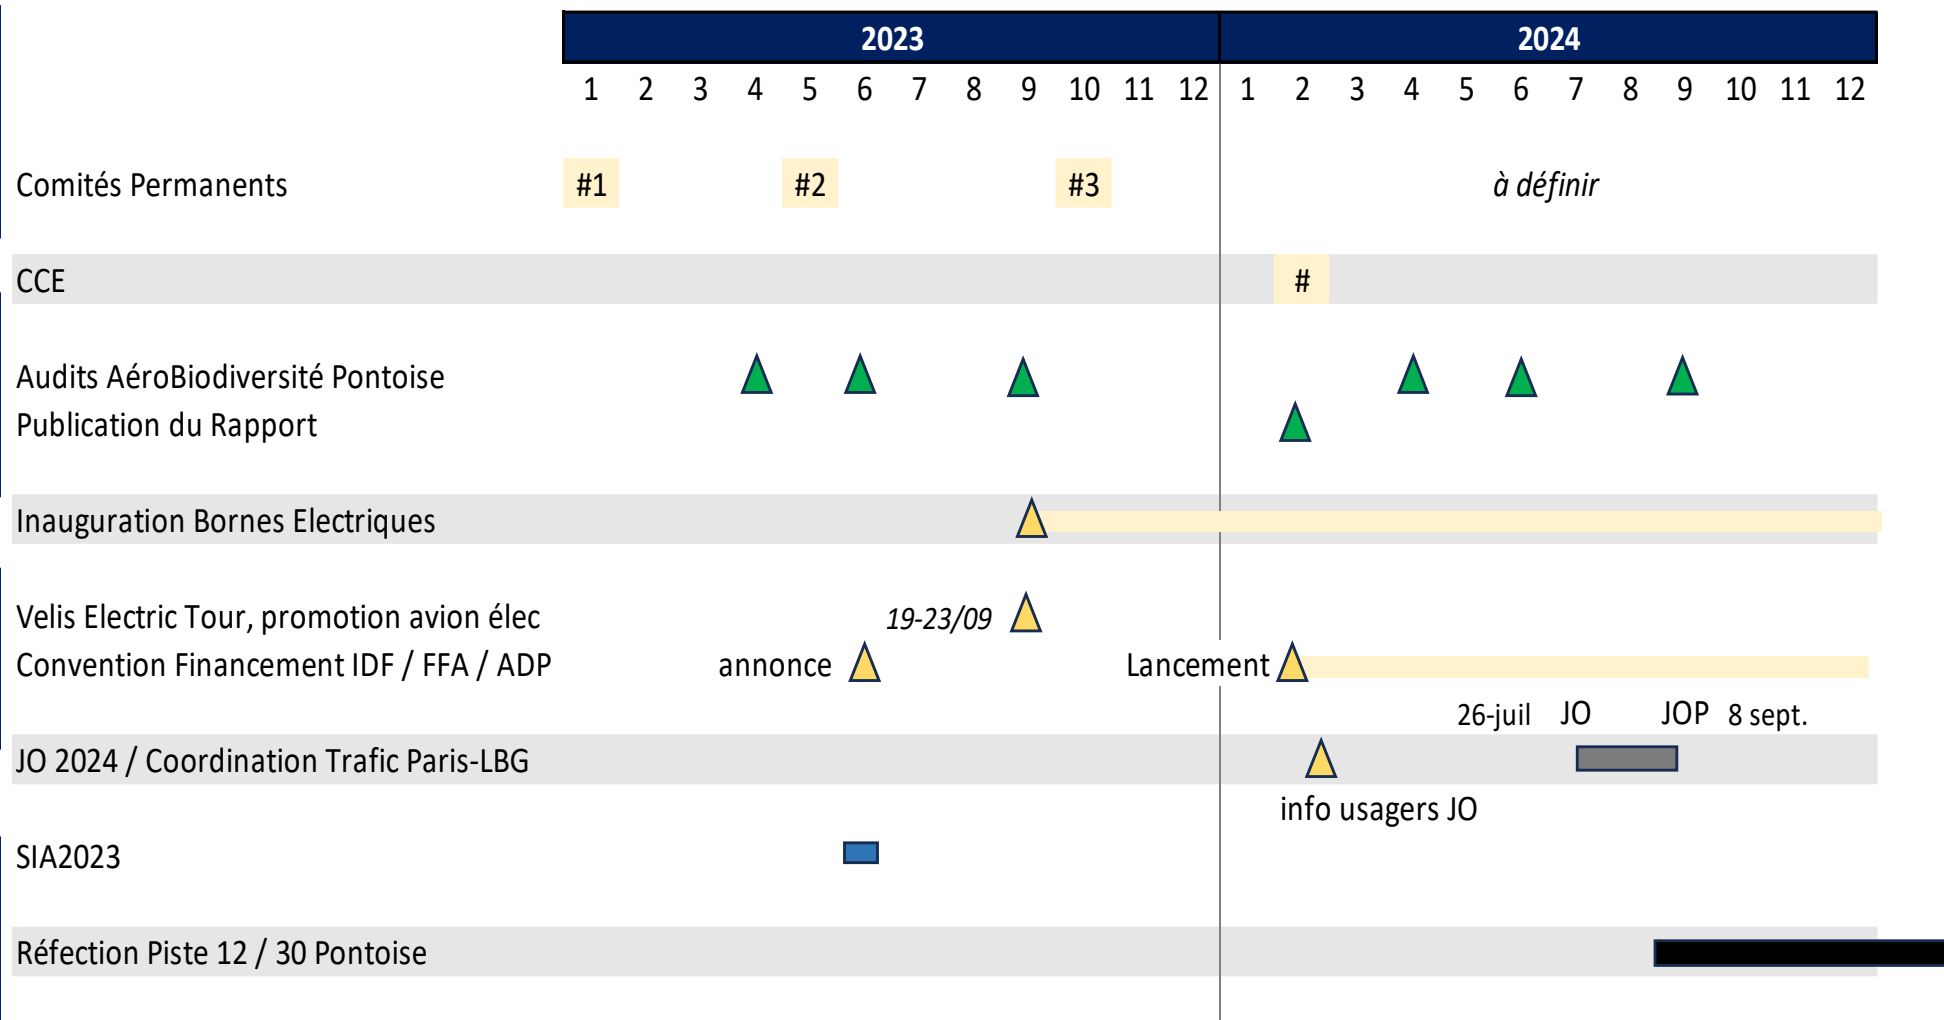 2023 2024
1 2 3 4 5 6 7 8 9 10 11 12 1 2 3 4 5 6 7 8 9 10 11 12
Comités Permanents #1 #2 #3 à définir
CCE #
Audits AéroBiodiversité Pontoise
Publication du Rapport
Inauguration Bornes Electriques
Velis Electric Tour, promotion avion élec 19-23/09
Convention Financement IDF / FFA / ADP annonce Lancement
26-juil JO JOP 8 sept.
JO 2024 / Coordination Trafic Paris-LBG
info usagers JO
SIA2023
Réfection Piste 12 / 30 Pontoise